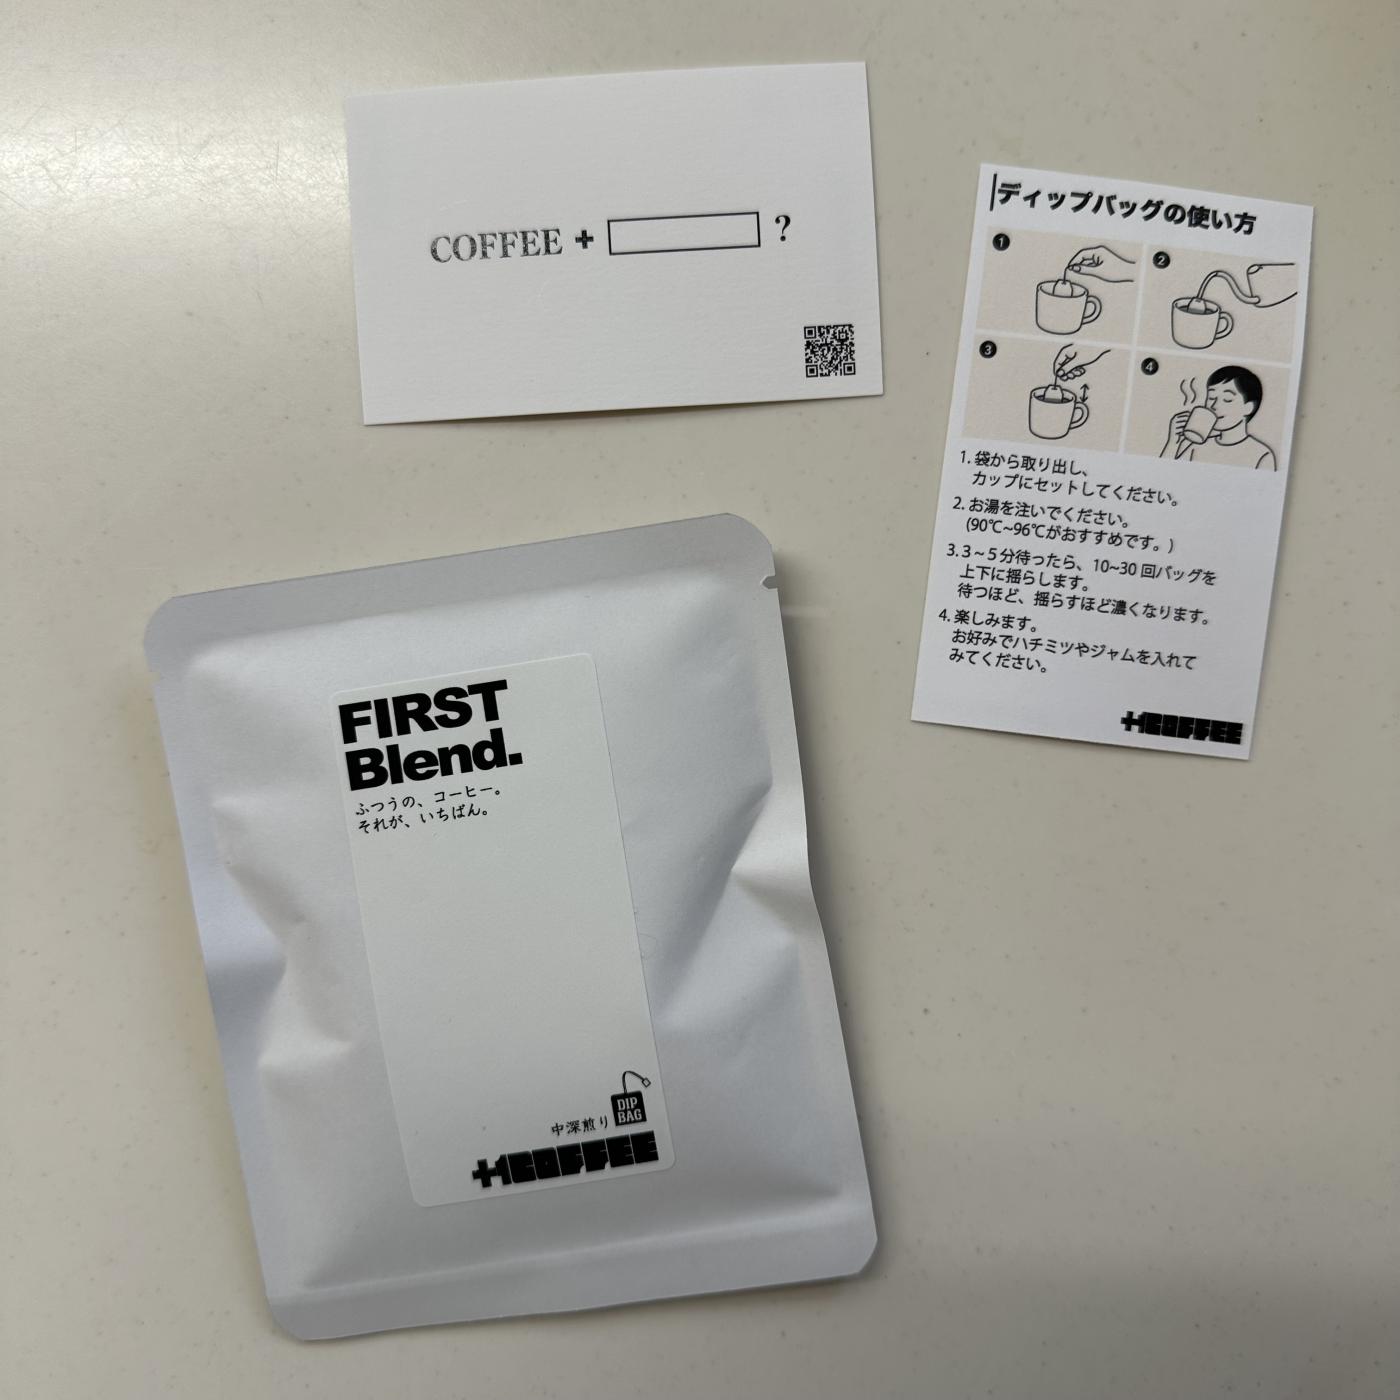 COFFEE + ?
ディップバッグの使い方
1
2
3
4
1. 袋から取り出し、
カップにセットしてください。
2. お湯を注いでください。
(90℃~96℃がおすすめです。)
3. 3～5分待ったら、10~30 回バッグを
上下に揺らします。
待つほど、揺らすほど濃くなります。
4. 楽しみます。
お好みでハチミツやジャムを入れて
みてください。
+1COFFEE
FIRST
Blend.
ふつうの、コーヒー。
それが、いちばん。
DIP
BAG
中深煎り
+1COFFEE